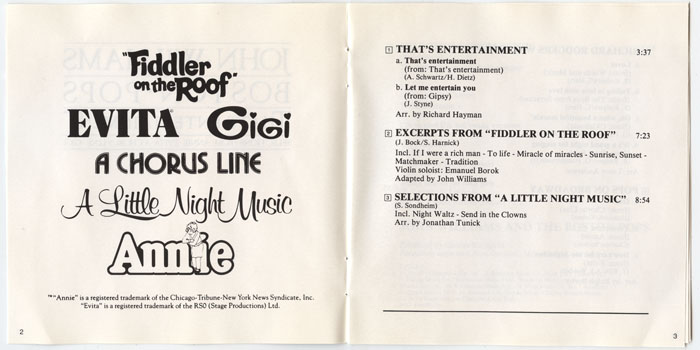 "Fiddler
on the Roof"
EVITA GiGi
A CHORUS LINE
A Little Night Music
Annie
™"Annie" is a registered trademark of the Chicago-Tribune-New York News Syndicate, Inc.
"Evita" is a registered trademark of the RSO (Stage Productions) Ltd.
2
1 THAT'S ENTERTAINMENT 3:37
a. That's entertainment
(from: That's entertainment)
(A. Schwartz/H. Dietz)
b. Let me entertain you
(from: Gipsy)
(J. Styne)
Arr. by Richard Hayman
2 EXCERPTS FROM "FIDDLER ON THE ROOF" 7:23
(J. Bock/S. Harnick)
Incl. If I were a rich man - To life - Miracle of miracles - Sunrise, Sunset -
Matchmaker - Tradition
Violin soloist: Emanuel Borok
Adapted by John Williams
3 SELECTIONS FROM "A LITTLE NIGHT MUSIC" 8:54
(S. Sondheim)
Incl. Night Waltz - Send in the Clowns
Arr. by Jonathan Tunick
3